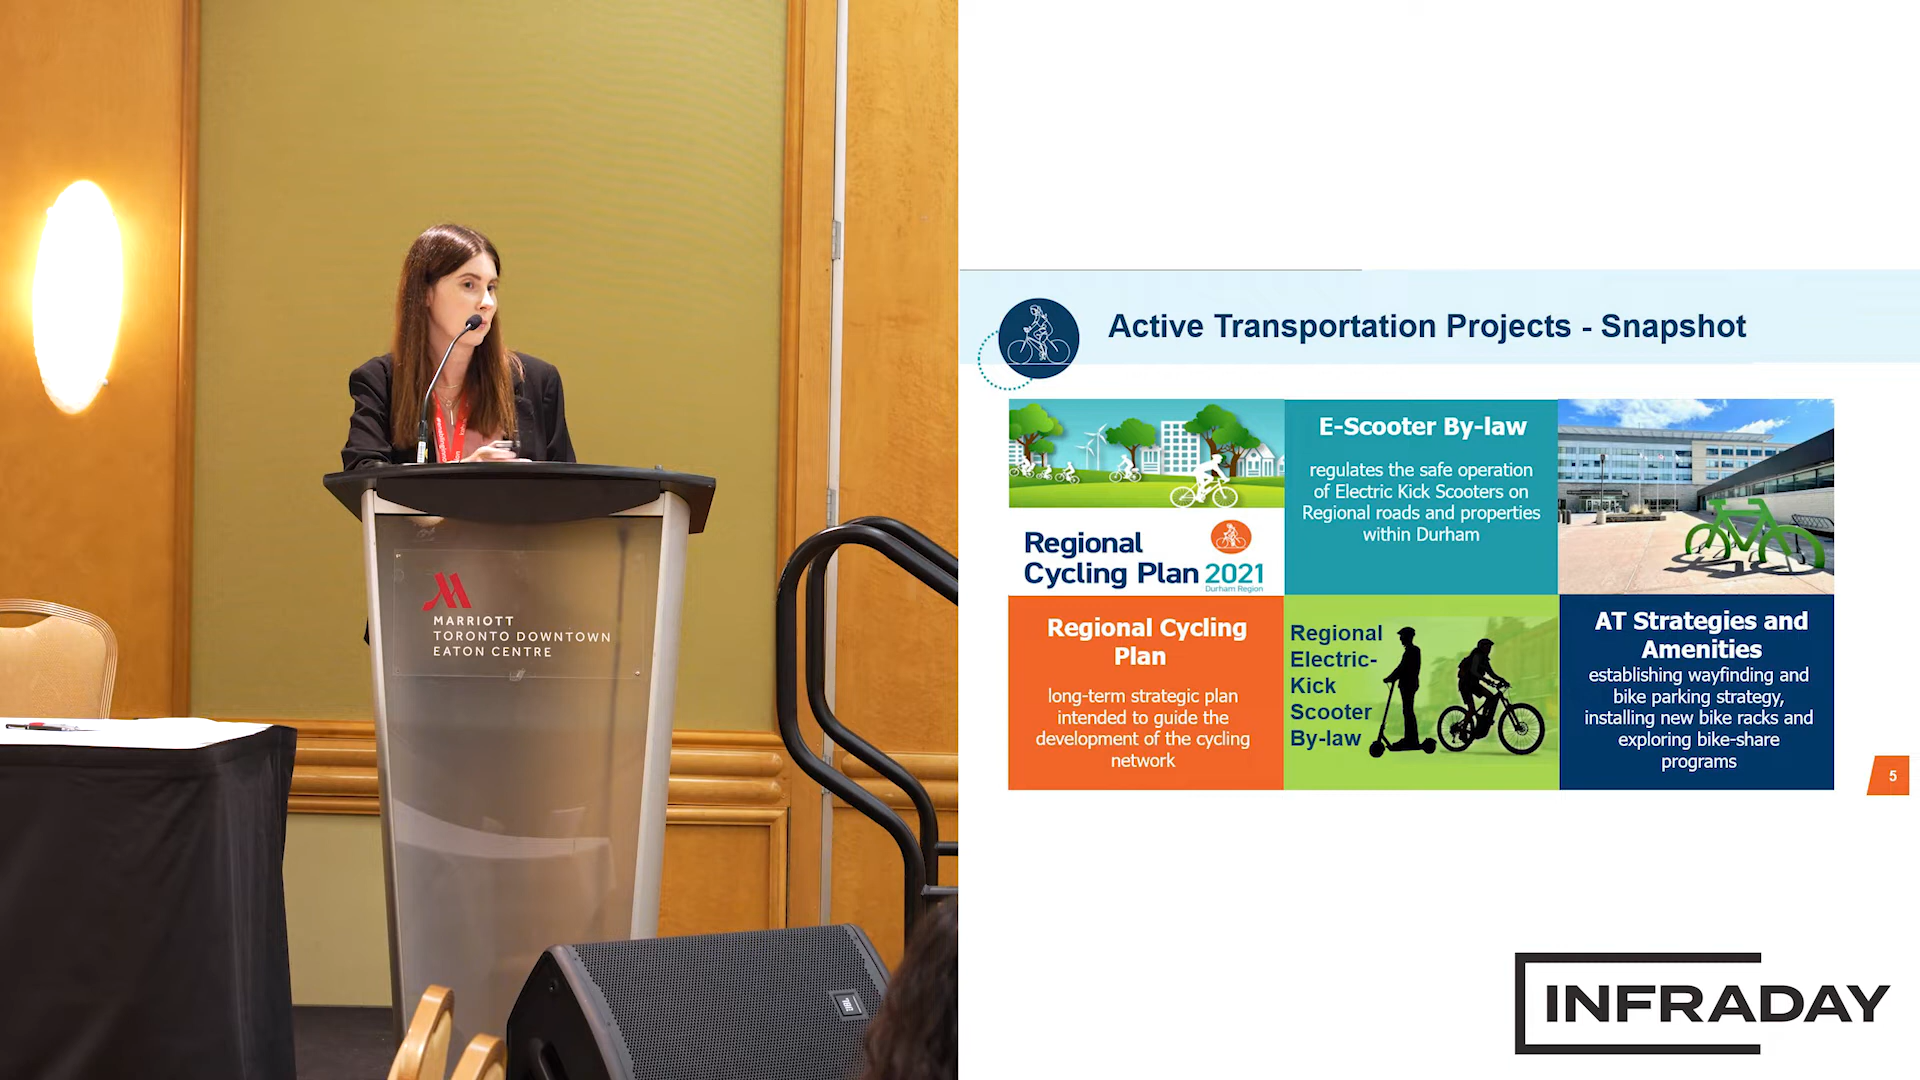 MARRIOTT
TORONTO DOWNTOWN
EATON CENTRE
JBL
Active Transportation Projects - Snapshot
Regional
Cycling Plan 2021
Durham Region
E-Scooter By-law
regulates the safe operation
of Electric Kick Scooters on
Regional roads and properties
within Durham
Regional Cycling
Plan
long-term strategic plan
intended to guide the
development of the cycling
network
Regional
Electric-
Kick
Scooter
By-law
AT Strategies and
Amenities
establishing wayfinding and
bike parking strategy,
installing new bike racks and
exploring bike-share
programs
5
INFRADAY